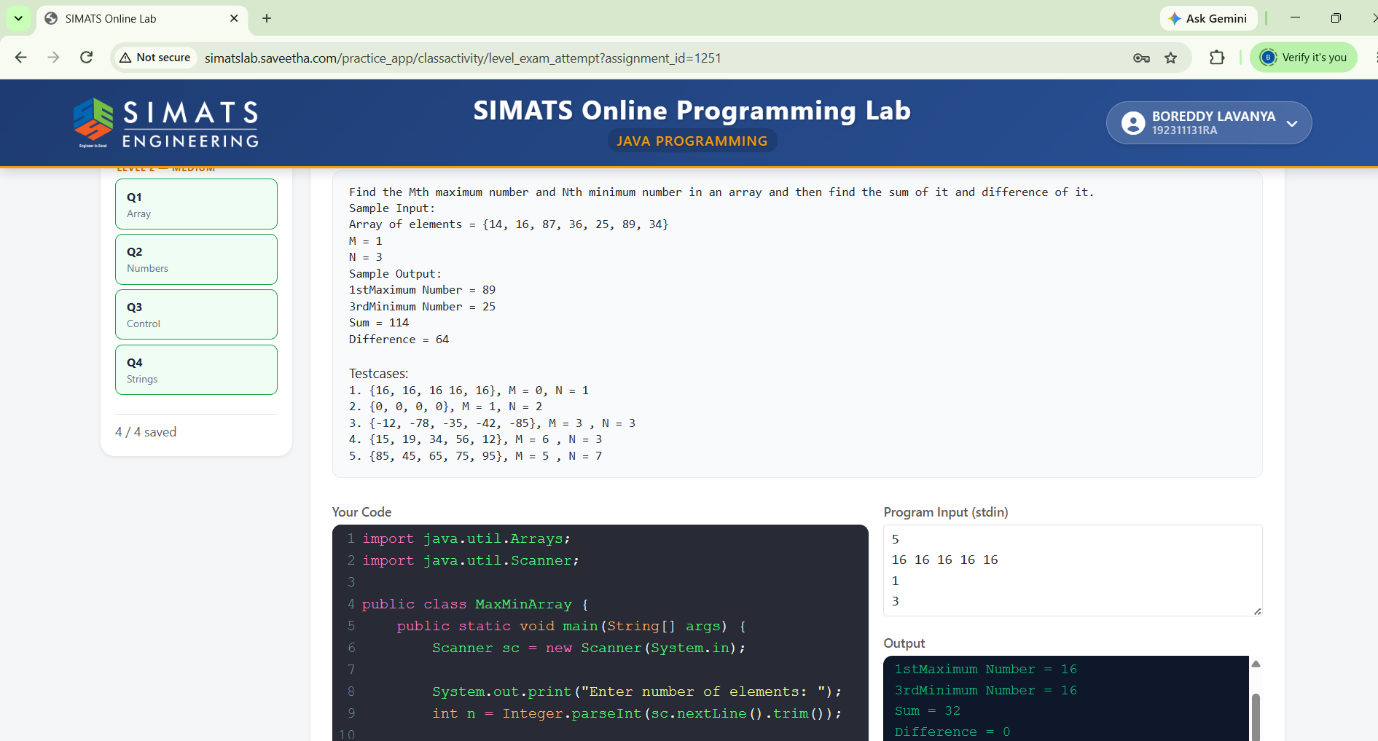 SIMATS Online Lab
Ask Gemini
Not secure
simatslab.saveetha.com/practice_app/classactivity/level_exam_attempt?assignment_id=1251
Verify it's you
SIMATS
ENGINEERING
Engineer to Excel
SIMATS Online Programming Lab
JAVA PROGRAMMING
BOREDDY LAVANYA
192311131RA
LEVEL 2 — MEDIUM
Q1
Array
Q2
Numbers
Q3
Control
Q4
Strings
4 / 4 saved
Find the Mth maximum number and Nth minimum number in an array and then find the sum of it and difference of it.
Sample Input:
Array of elements = {14, 16, 87, 36, 25, 89, 34}
M = 1
N = 3
Sample Output:
1stMaximum Number = 89
3rdMinimum Number = 25
Sum = 114
Difference = 64
Testcases:
1. {16, 16, 16 16, 16}, M = 0, N = 1
2. {0, 0, 0, 0}, M = 1, N = 2
3. {-12, -78, -35, -42, -85}, M = 3 , N = 3
4. {15, 19, 34, 56, 12}, M = 6 , N = 3
5. {85, 45, 65, 75, 95}, M = 5 , N = 7
Your Code
1 import java.util.Arrays;
2 import java.util.Scanner;
3
4 public class MaxMinArray {
5 public static void main(String[] args) {
6 Scanner sc = new Scanner(System.in);
7
8 System.out.print("Enter number of elements: ");
9 int n = Integer.parseInt(sc.nextLine().trim());
10
Program Input (stdin)
5
16 16 16 16 16
1
3
Output
1stMaximum Number = 16
3rdMinimum Number = 16
Sum = 32
Difference = 0